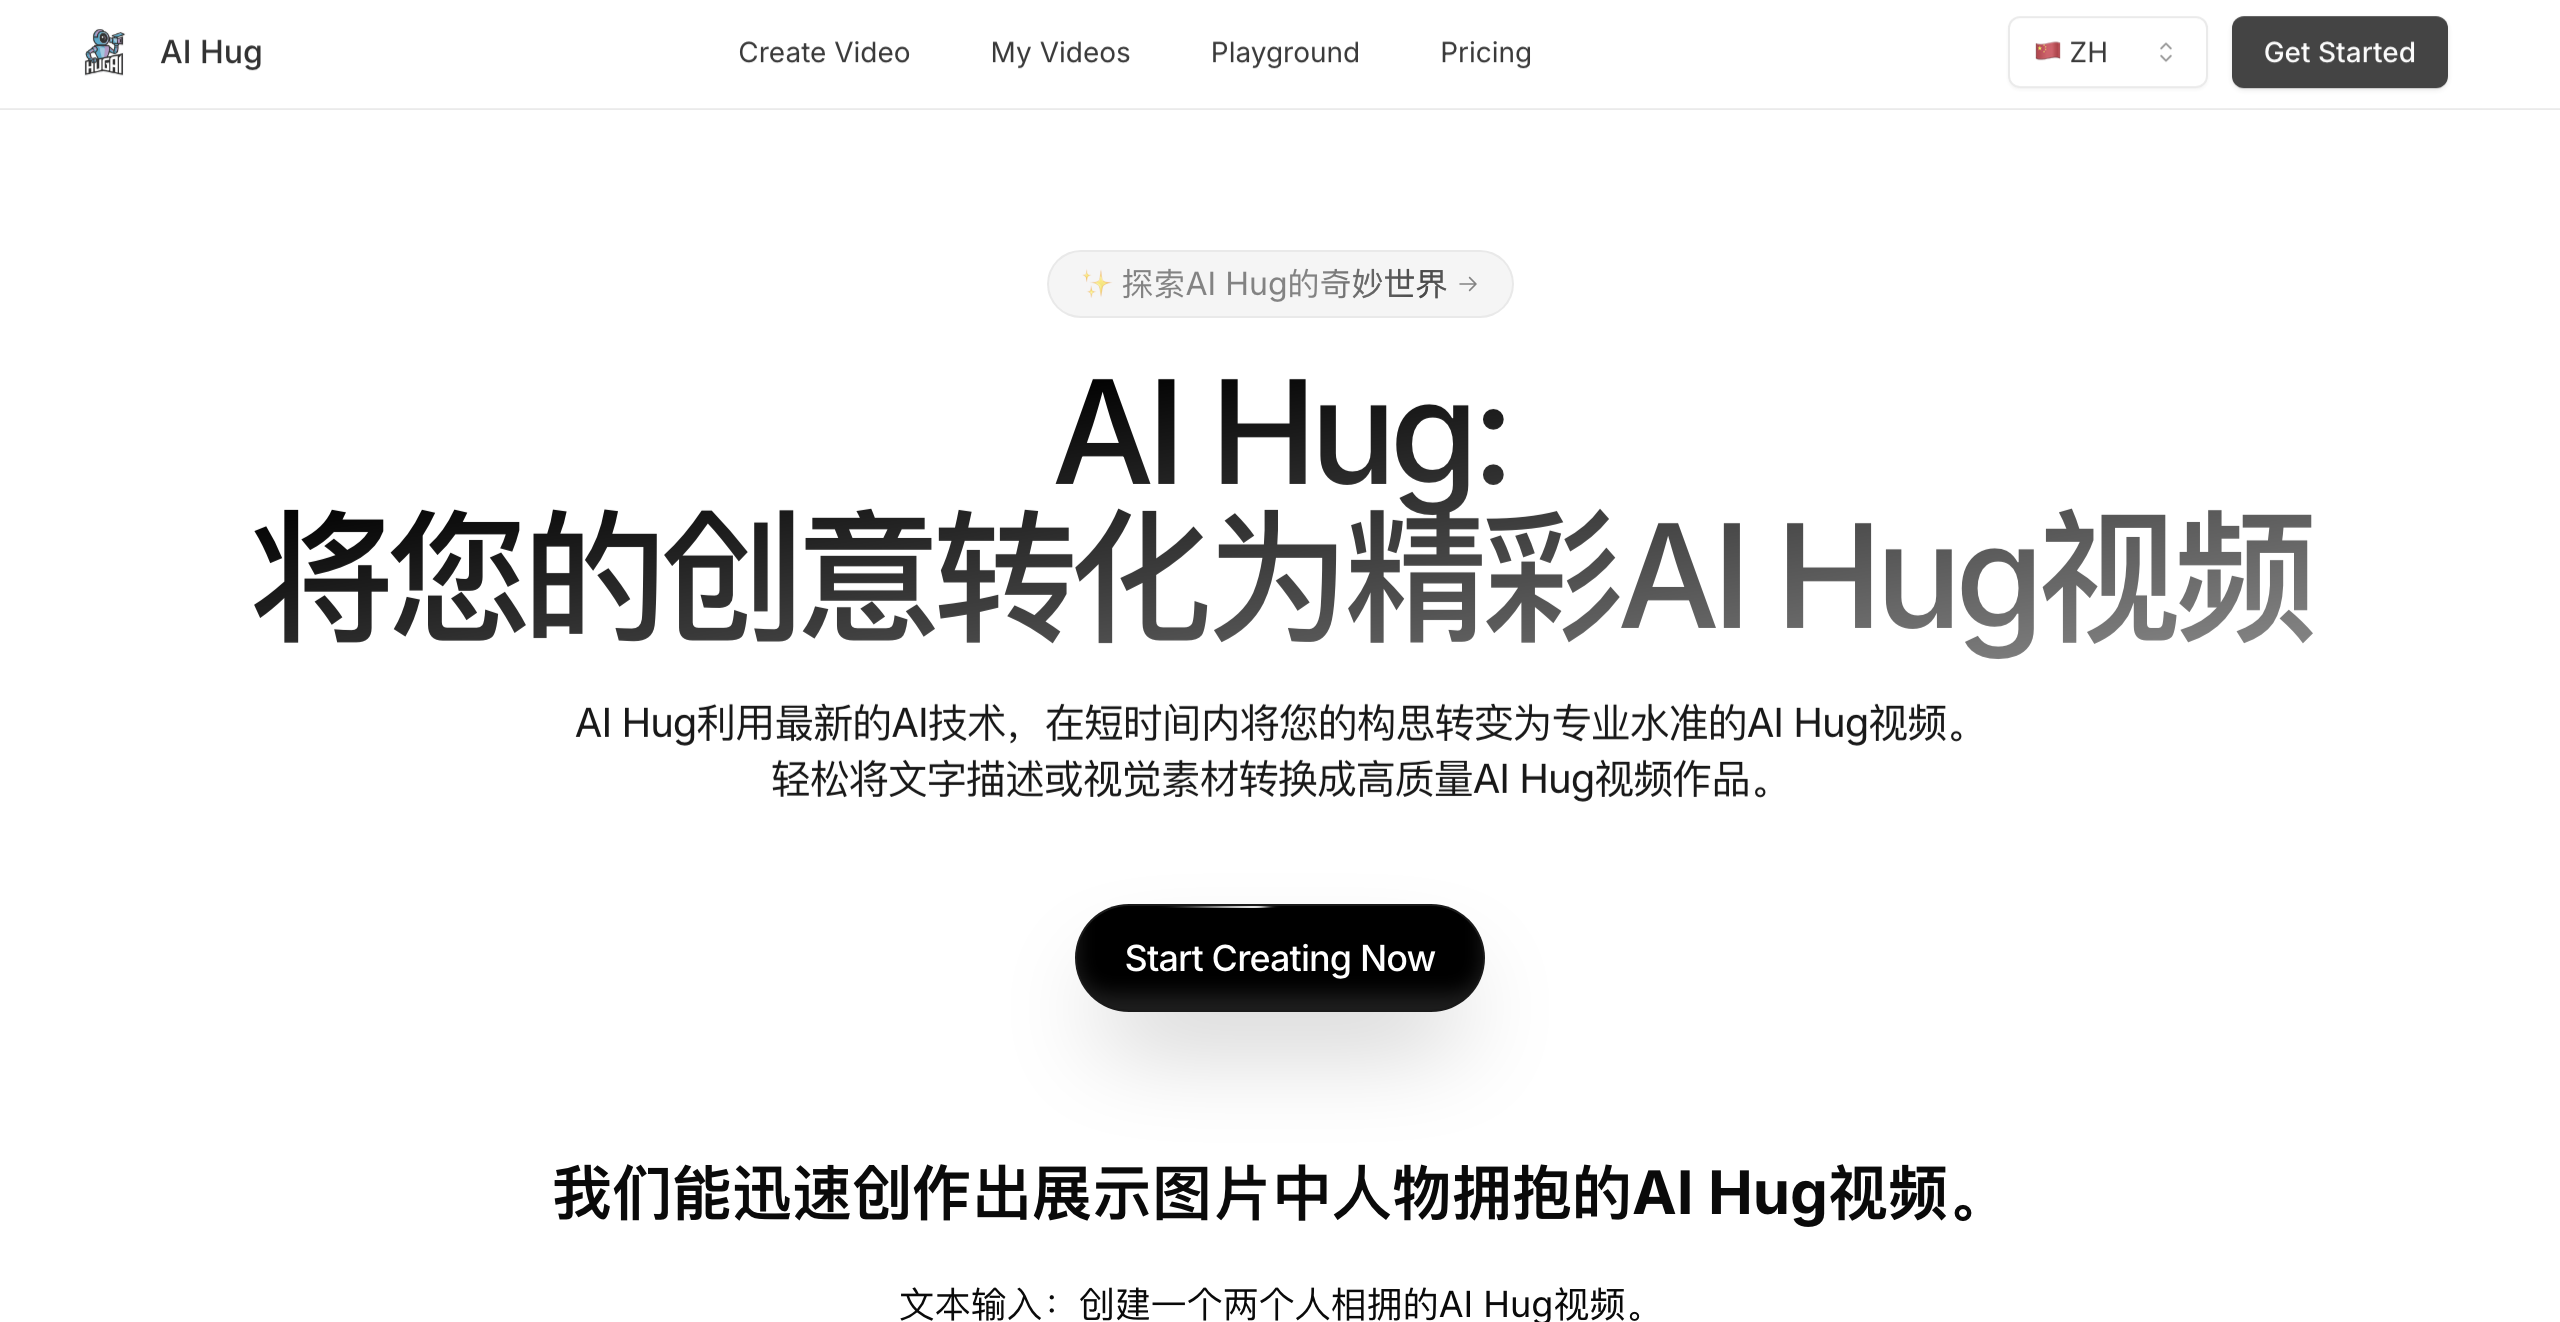 HUGAI
AI Hug
Create Video
My Videos
Playground
Pricing
🇨🇳 ZH
Get Started
✨ 探索AI Hug的奇妙世界 →
AI Hug:
将您的创意转化为精彩AI Hug视频
AI Hug利用最新的AI技术，在短时间内将您的构思转变为专业水准的AI Hug视频。
轻松将文字描述或视觉素材转换成高质量AI Hug视频作品。
Start Creating Now
我们能迅速创作出展示图片中人物拥抱的AI Hug视频。
文本输入：创建一个两个人相拥的AI Hug视频。